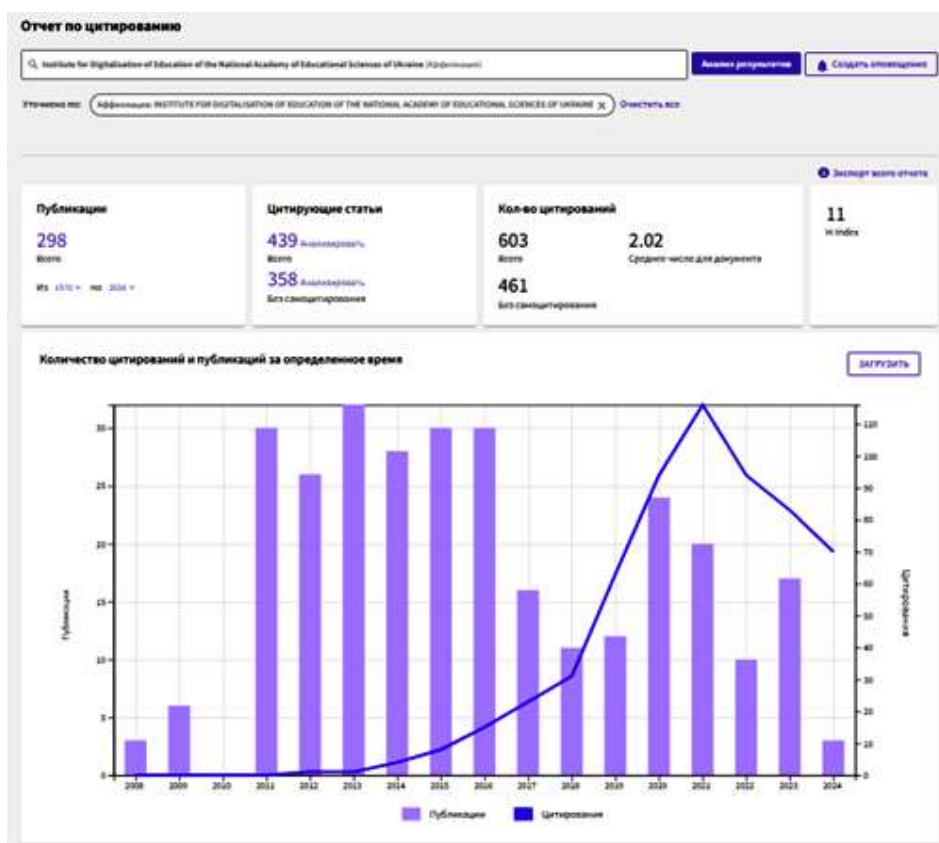 Отчет по цитированию
Institute for Digitalisation of Education of the National Academy of Educational Sciences of Ukraine (Аффилиация)
Анализ результатов
Создать оповещение
Уточнено по:
Аффилиация: INSTITUTE FOR DIGITALISATION OF EDUCATION OF THE NATIONAL ACADEMY OF EDUCATIONAL SCIENCES OF UKRAINE X
Очистить все
Экспорт всего отчета
Публикации
298
Всего
Из 1970 по 2024
Цитирующие статьи
439 Анализировать
Всего
358 Анализировать
Без самоцитирования
Кол-во цитирований
603
Всего
2.02
Среднее число для документа
461
Без самоцитирования
11
H Index
Количество цитирований и публикаций за определенное время
ЗАГРУЗИТЬ
Публикации
30
25
20
15
10
5
0
120
110
100
90
80
70
60
50
40
30
20
10
0
Цитирования
2008 2009 2010 2011 2012 2013 2014 2015 2016 2017 2018 2019 2020 2021 2022 2023 2024
Публикации Цитирования